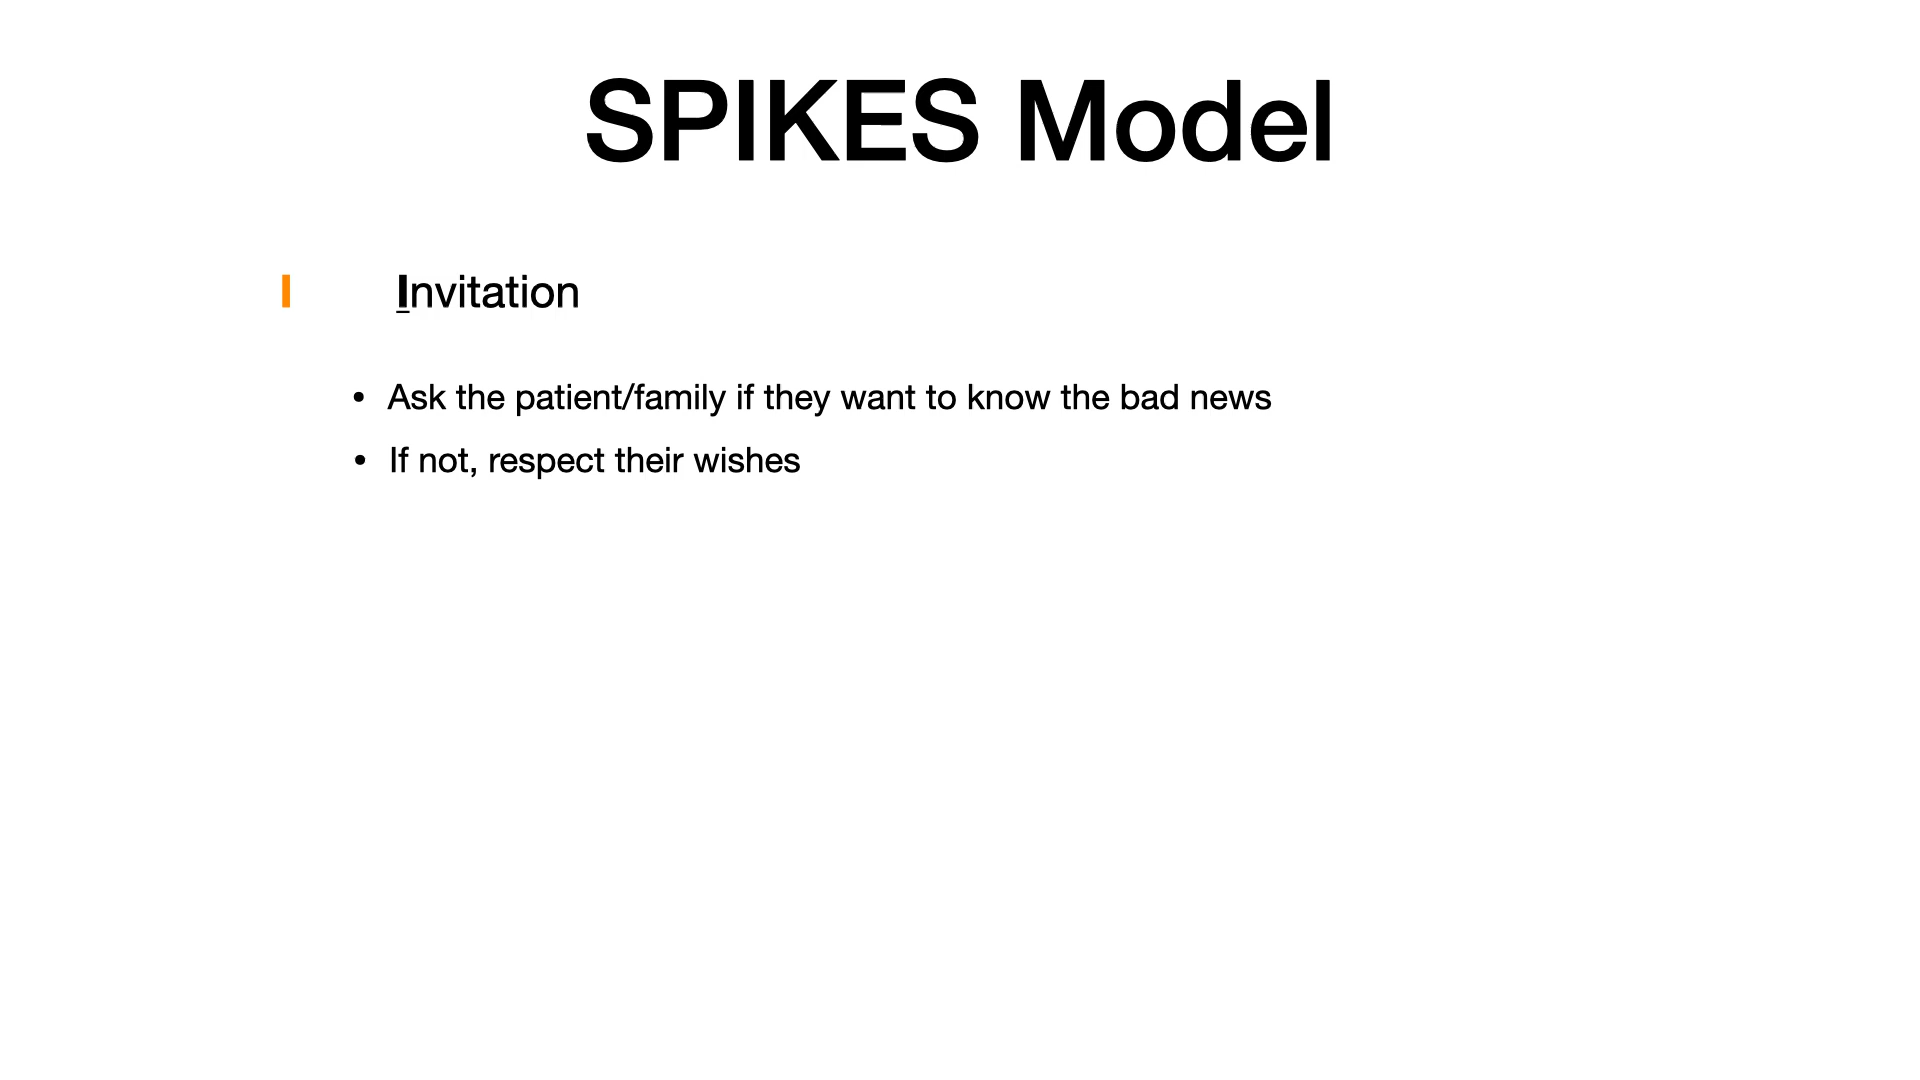 SPIKES Model
I Invitation
• Ask the patient/family if they want to know the bad news
• If not, respect their wishes